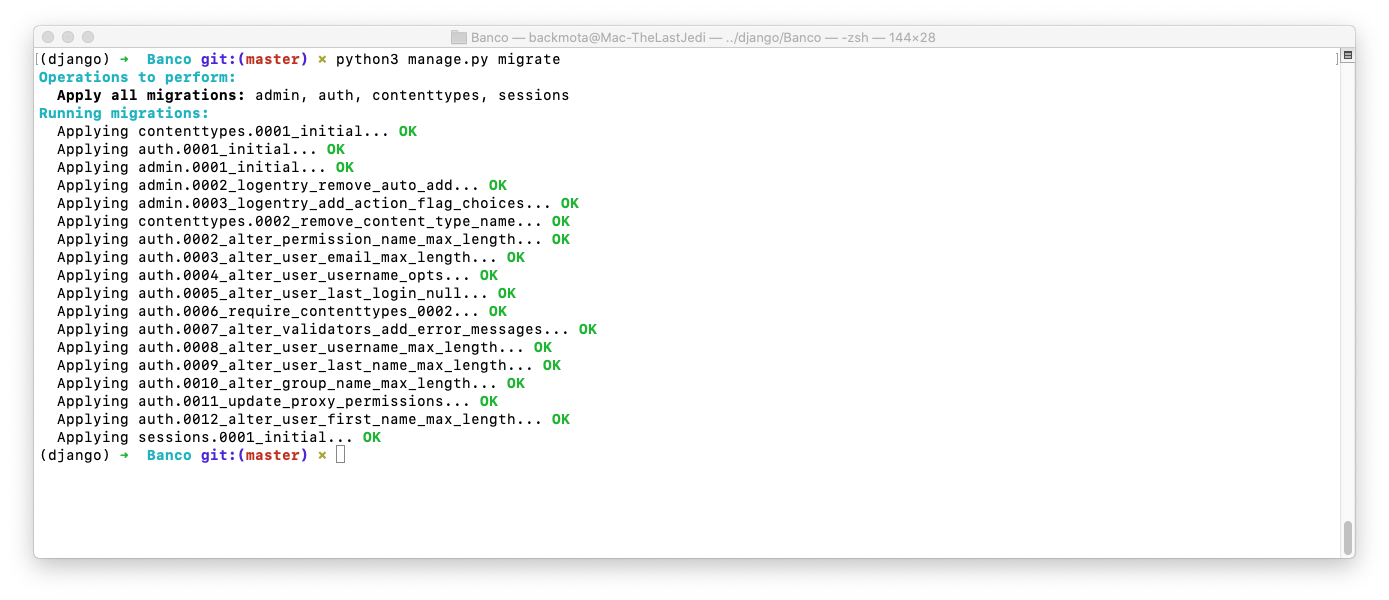 Banco — backmota@Mac-TheLastJedi — ../django/Banco — -zsh — 144×28
[(django) ➜  Banco git:(master) ✗ python3 manage.py migrate ]
Operations to perform:
  Apply all migrations: admin, auth, contenttypes, sessions
Running migrations:
  Applying contenttypes.0001_initial... OK
  Applying auth.0001_initial... OK
  Applying admin.0001_initial... OK
  Applying admin.0002_logentry_remove_auto_add... OK
  Applying admin.0003_logentry_add_action_flag_choices... OK
  Applying contenttypes.0002_remove_content_type_name... OK
  Applying auth.0002_alter_permission_name_max_length... OK
  Applying auth.0003_alter_user_email_max_length... OK
  Applying auth.0004_alter_user_username_opts... OK
  Applying auth.0005_alter_user_last_login_null... OK
  Applying auth.0006_require_contenttypes_0002... OK
  Applying auth.0007_alter_validators_add_error_messages... OK
  Applying auth.0008_alter_user_username_max_length... OK
  Applying auth.0009_alter_user_last_name_max_length... OK
  Applying auth.0010_alter_group_name_max_length... OK
  Applying auth.0011_update_proxy_permissions... OK
  Applying auth.0012_alter_user_first_name_max_length... OK
  Applying sessions.0001_initial... OK
(django) ➜  Banco git:(master) ✗